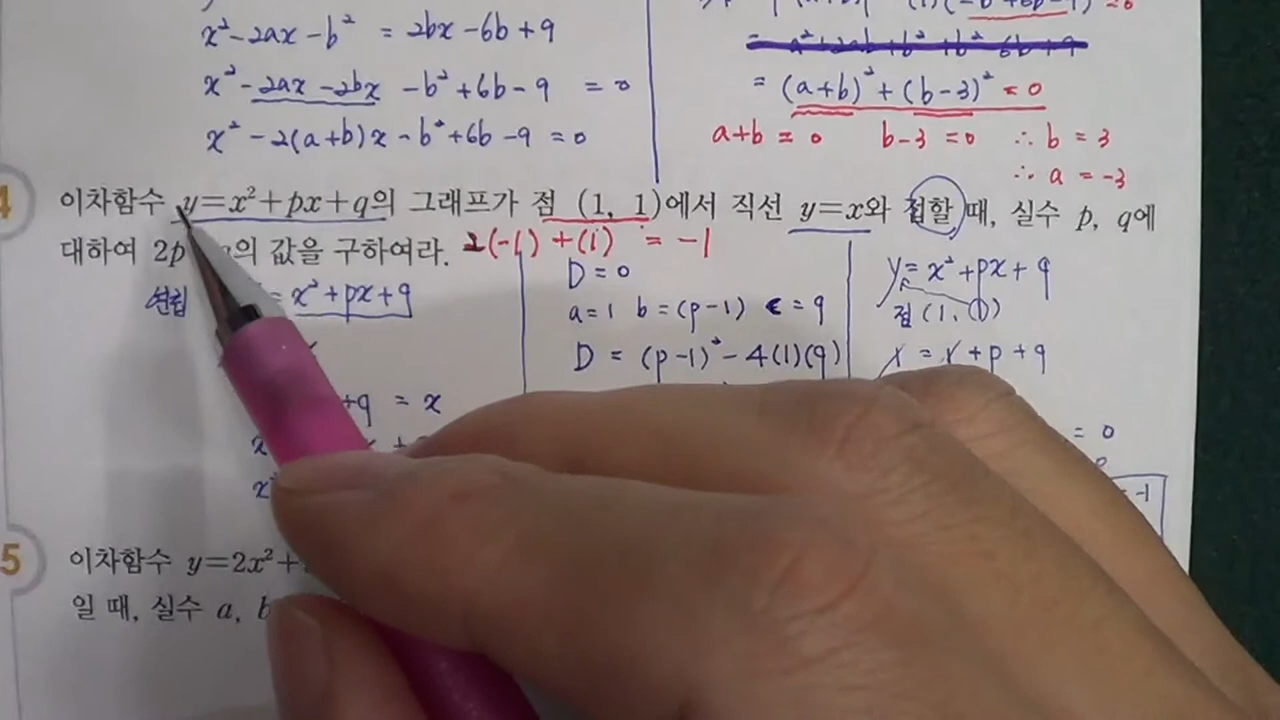 x²-2ax-b² = 2bx-6b+9
x²-2ax-2bx-b²+6b-9 = 0
x²-2(a+b)x-b²+6b-9=0
= (a+b)²+(b-3)²=0
a+b=0 b-3=0 ∴ b=3
∴ a=-3
4
이차함수 y=x²+px+q의 그래프가 점 (1, 1)에서 직선 y=x와 접할 때, 실수 p, q에
대하여 2p 의 값을 구하여라. 2(-1)+(1) = -1
연립 = x²+px+q
+q = x
D=0
a=1 b=(p-1) c=q
D = (p-1)²-4(1)(q)
y=x²+px+q
점(1, 1)
1 = 1+p+q
= 0
-1
5
이차함수 y=2x²+
일 때, 실수 a, b